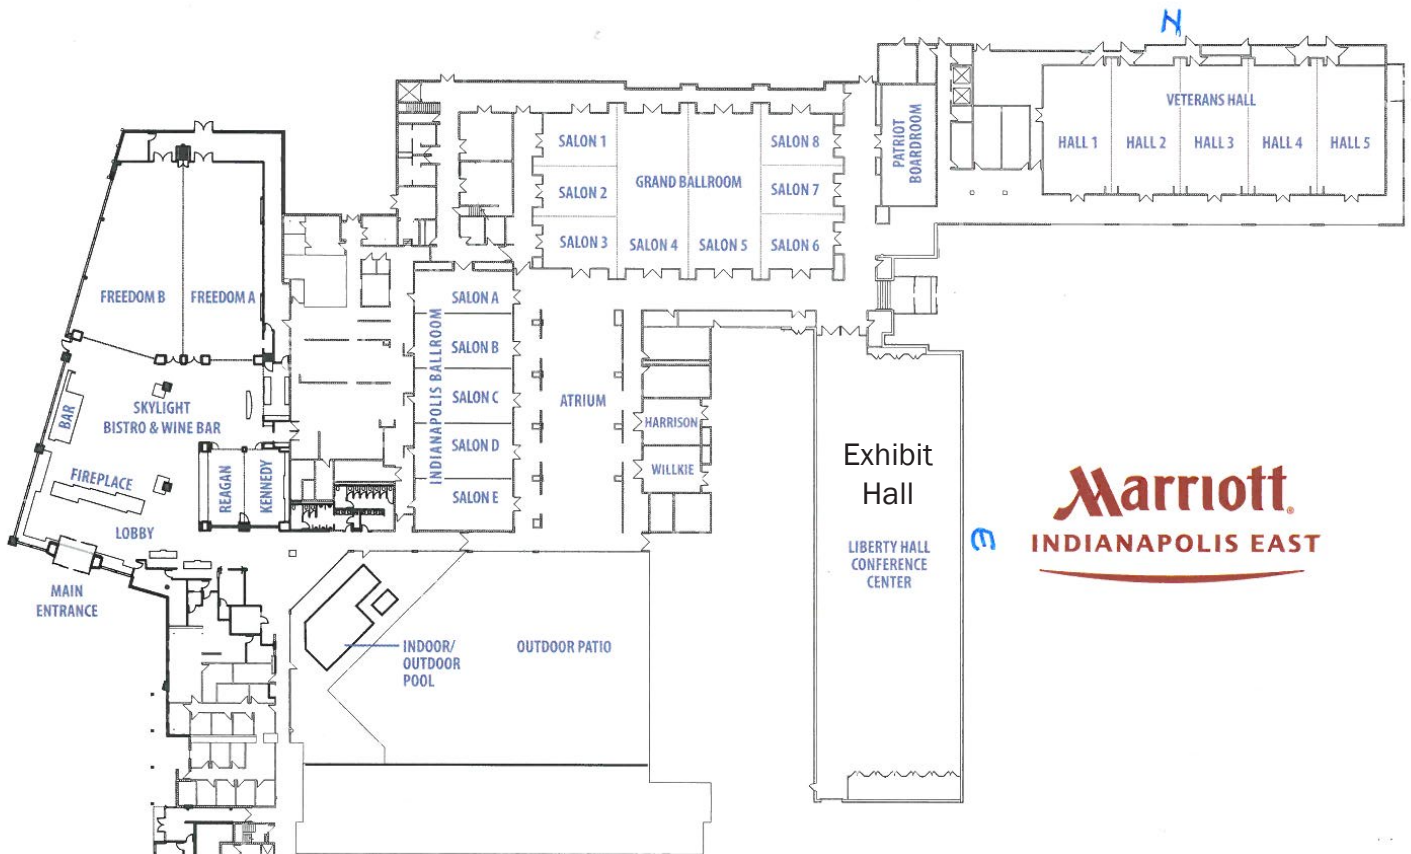 N
VETERANS HALL
HALL 1
HALL 2
HALL 3
HALL 4
HALL 5
PATRIOT
BOARDROOM
SALON 1
SALON 8
GRAND BALLROOM
SALON 2
SALON 7
SALON 3
SALON 4
SALON 5
SALON 6
FREEDOM B
FREEDOM A
INDIANAPOLIS BALLROOM
SALON A
SALON B
SALON C
SALON D
SALON E
ATRIUM
HARRISON
WILLKIE
BAR
SKYLIGHT
BISTRO & WINE BAR
FIREPLACE
REAGAN
KENNEDY
LOBBY
MAIN
ENTRANCE
INDOOR/
OUTDOOR
POOL
OUTDOOR PATIO
Exhibit
Hall
LIBERTY HALL
CONFERENCE
CENTER
E
Marriott
INDIANAPOLIS EAST